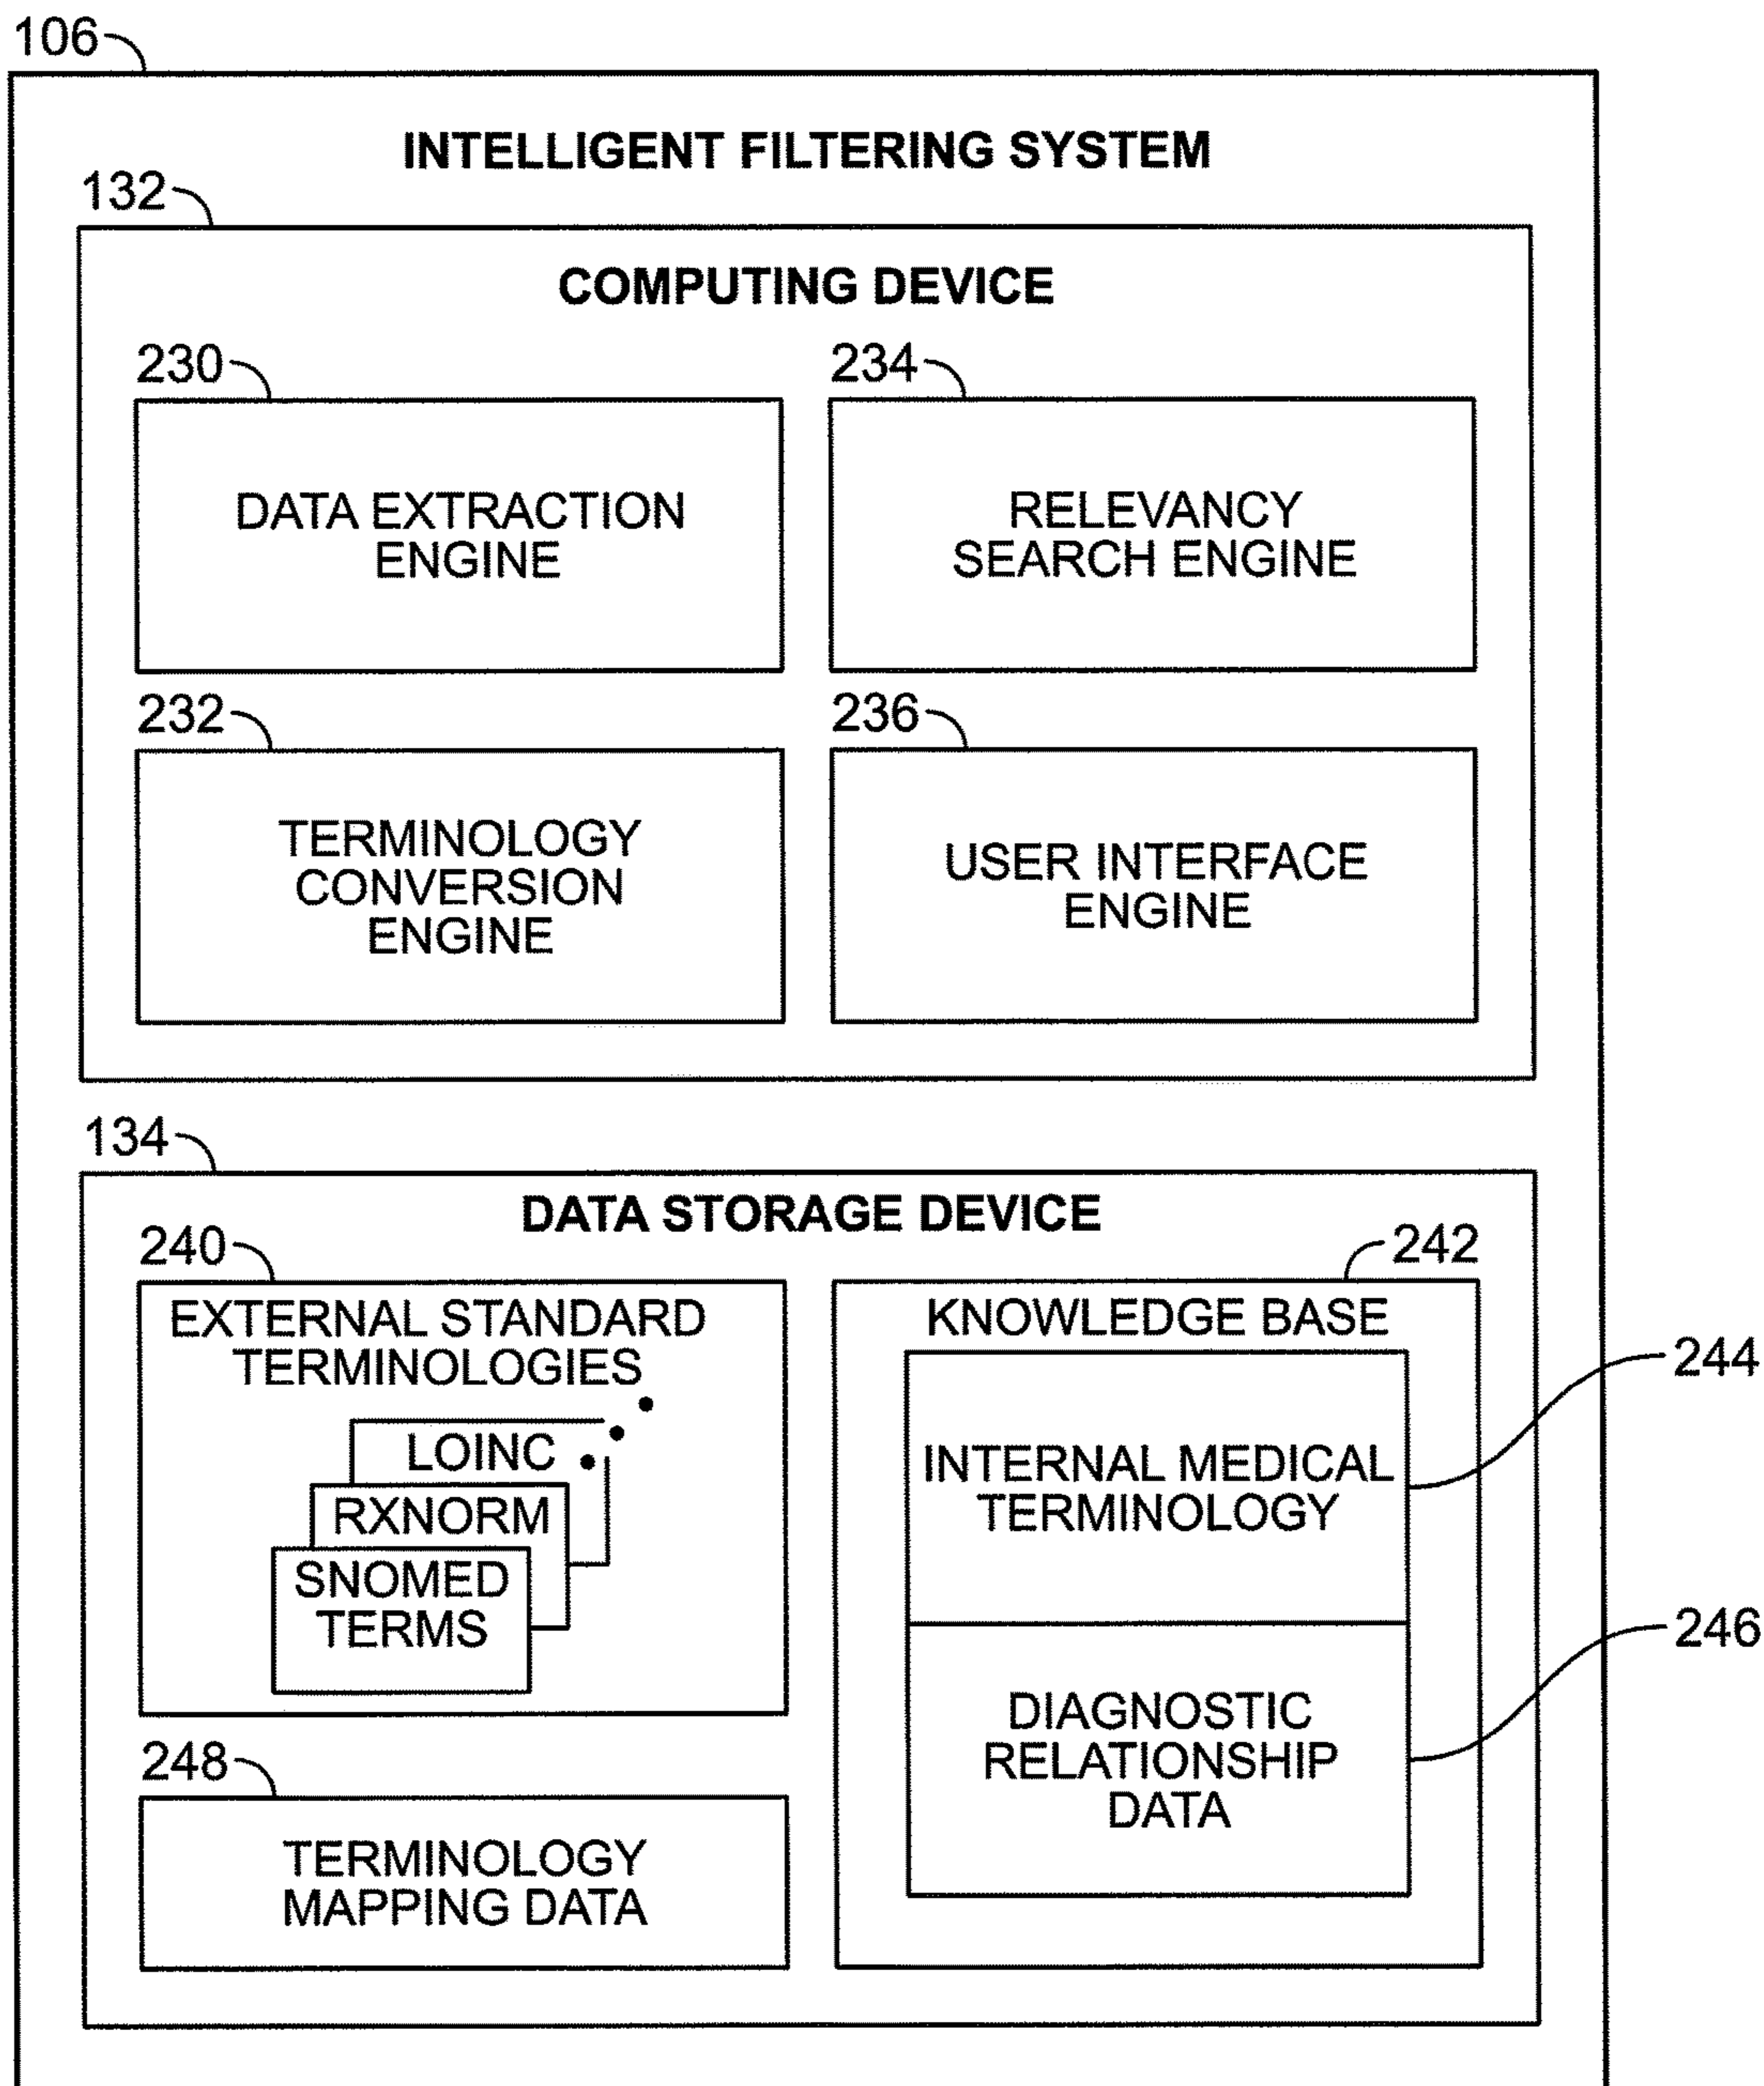 106
INTELLIGENT FILTERING SYSTEM
132
COMPUTING DEVICE
230
DATA EXTRACTION
ENGINE
234
RELEVANCY
SEARCH ENGINE
232
TERMINOLOGY
CONVERSION
ENGINE
236
USER INTERFACE
ENGINE
134
DATA STORAGE DEVICE
240
EXTERNAL STANDARD
TERMINOLOGIES
LOINC
RXNORM
SNOMED
TERMS
242
KNOWLEDGE BASE
244
INTERNAL MEDICAL
TERMINOLOGY
246
DIAGNOSTIC
RELATIONSHIP
DATA
248
TERMINOLOGY
MAPPING DATA